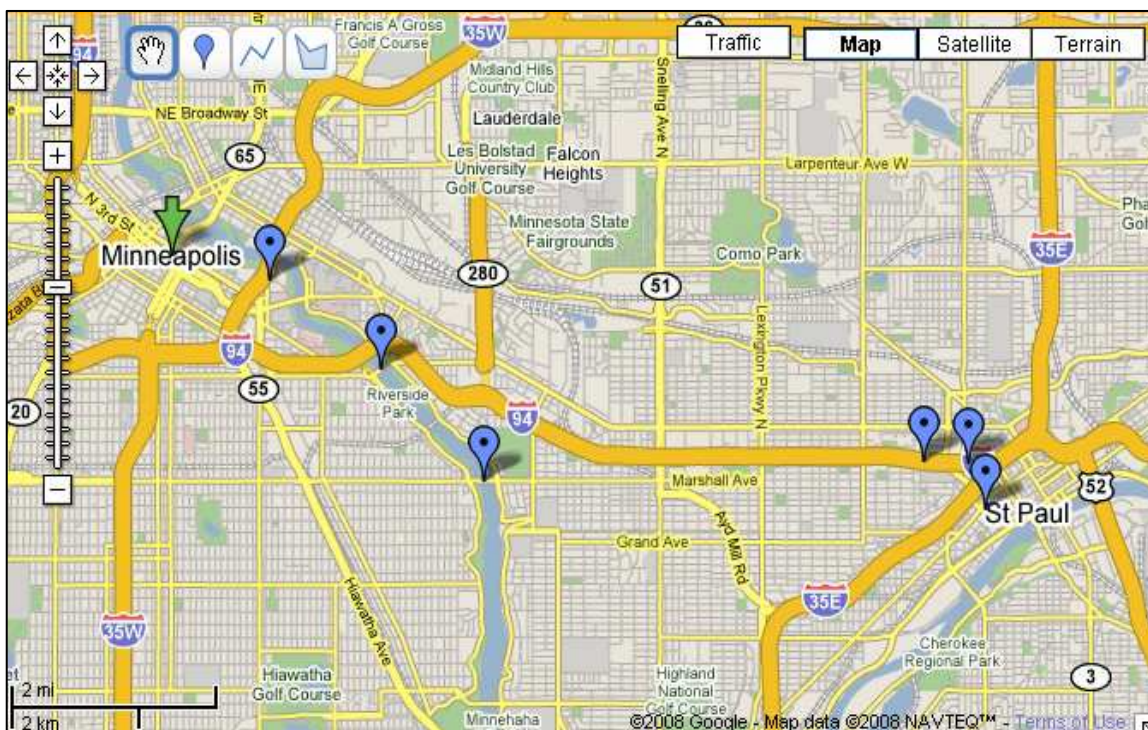 Francis A Gross
Golf Course
35W
36
94
Traffic
Map
Satellite
Terrain
Midland Hills
Country Club
Snelling Ave N
NE Broadway St
Lauderdale
65
Les Bolstad
University
Golf Course
Falcon
Heights
Larpenteur Ave W
N 3rd St
Minnesota State
Fairgrounds
Minneapolis
Como Park
35E
280
51
Lexington Pkwy N
94
55
Riverside
Park
20
94
Marshall Ave
52
St Paul
Ayd Mill Rd
Grand Ave
Hiawatha Ave
35E
35W
Cherokee
Regional Park
Hiawatha
Golf Course
Highland
National
Golf Course
3
2 mi
2 km
Minnehaha
©2008 Google - Map data ©2008 NAVTEQ™ - Terms of Use